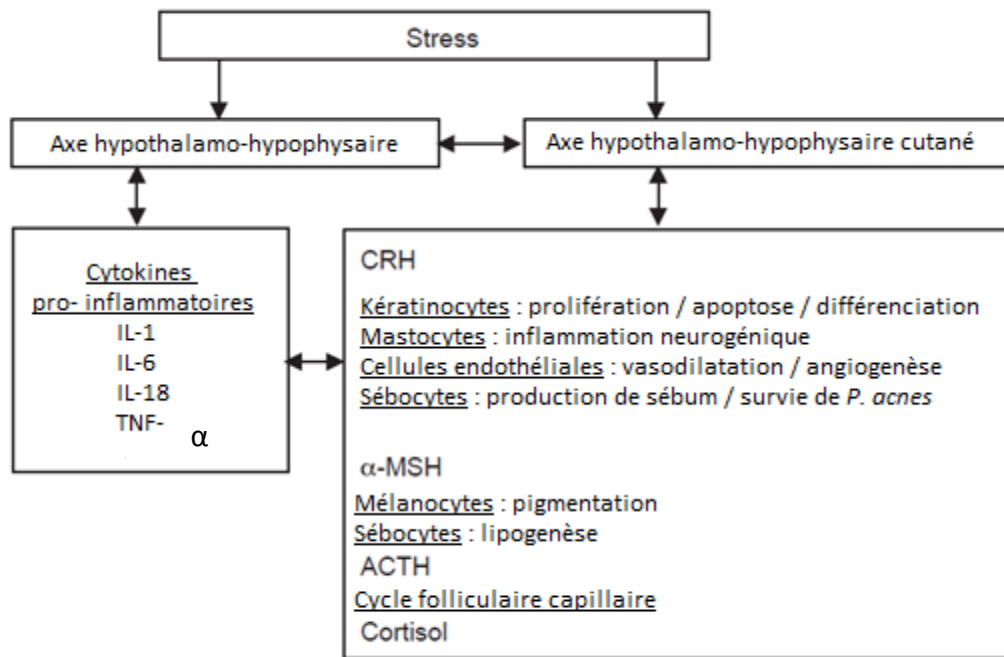 Stress
Axe hypothalamo-hypophysaire
Axe hypothalamo-hypophysaire cutané
Cytokines
pro- inflammatoires
IL-1
IL-6
IL-18
TNF- α
CRH
Kératinocytes : prolifération / apoptose / différenciation
Mastocytes : inflammation neurogénique
Cellules endothéliales : vasodilatation / angiogenèse
Sébocytes : production de sébum / survie de P. acnes
α-MSH
Mélanocytes : pigmentation
Sébocytes : lipogenèse
ACTH
Cycle folliculaire capillaire
Cortisol